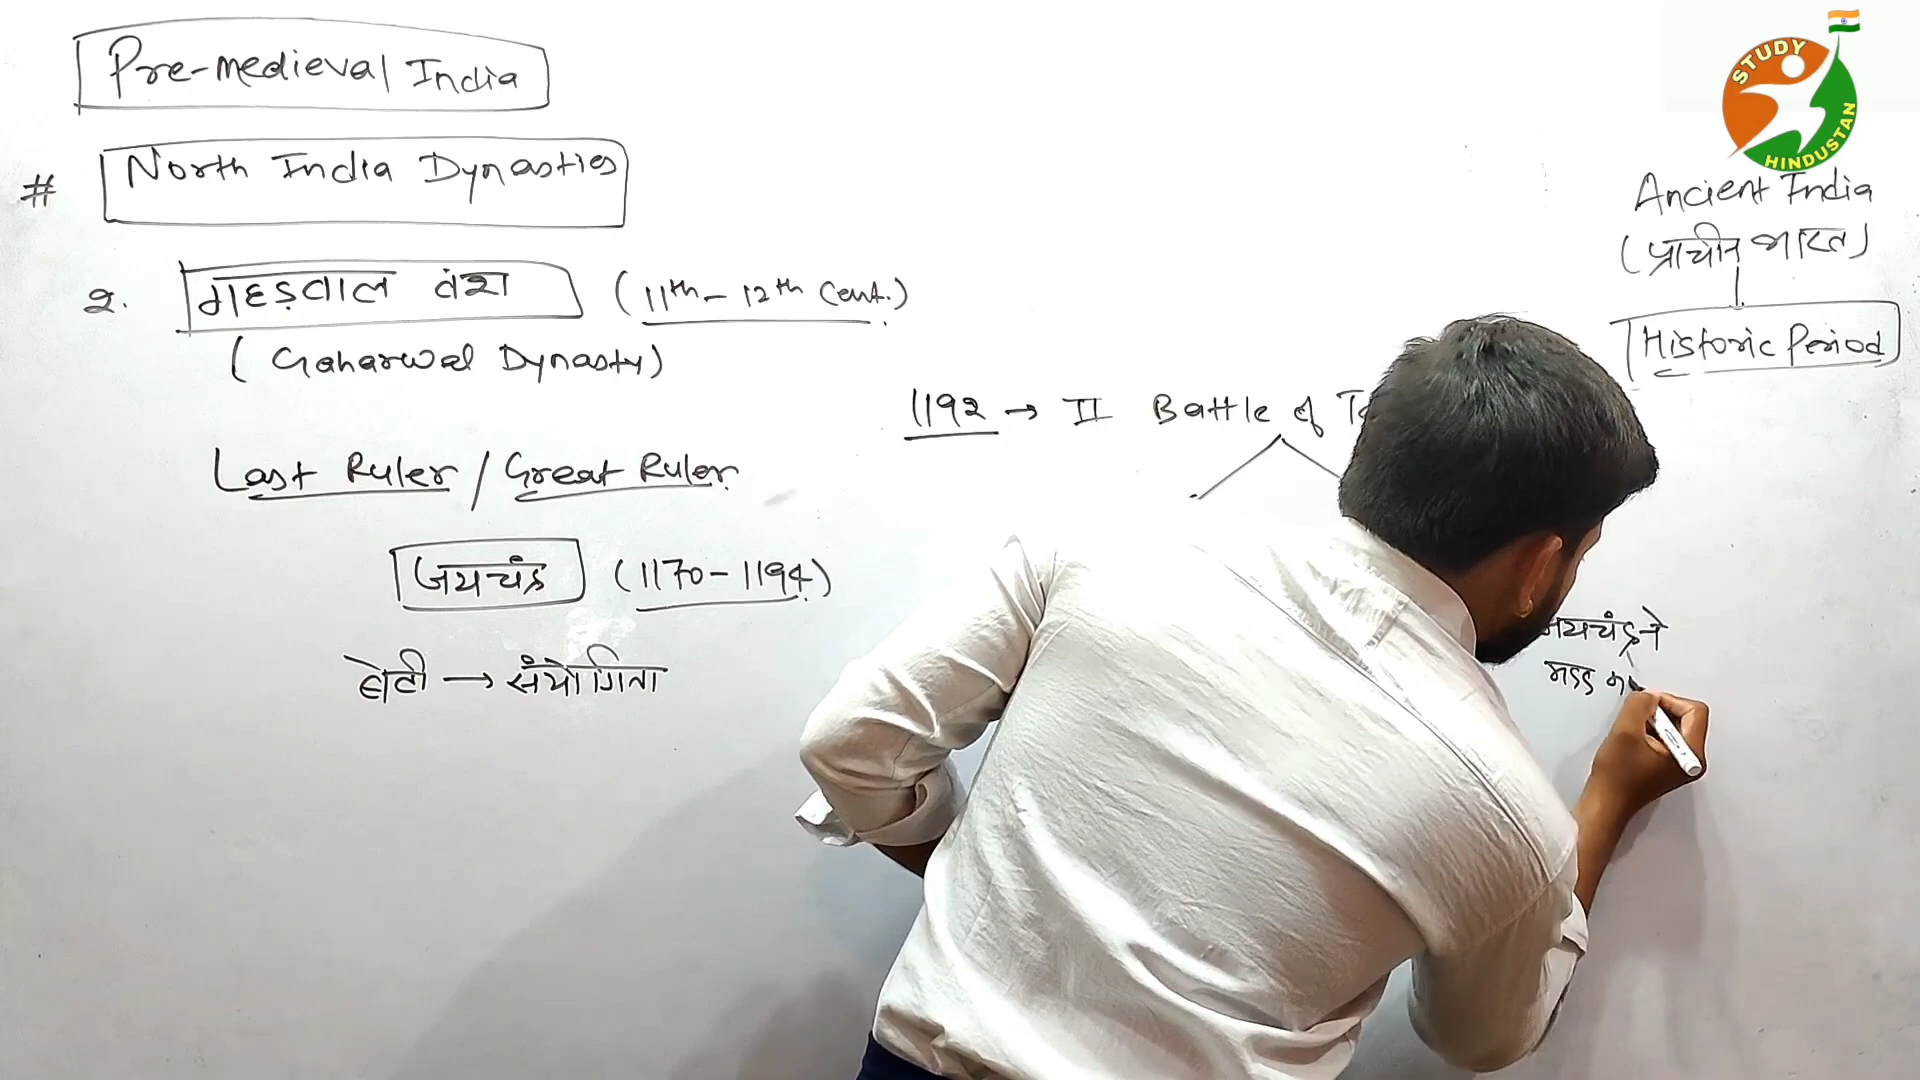 Pre-medieval India
# North India Dynasties
2. गहड़वाल वंश (11th - 12th Cent.)
(Gaharwal Dynasty)
Last Ruler / Great Ruler
जयचंद्र (1170-1194)
बेटी → संयोगिता
1192 → II Battle of
जयचंद्र ने
मदद
STUDY HINDUSTAN
Ancient India
(प्राचीन भारत)
Historic Period